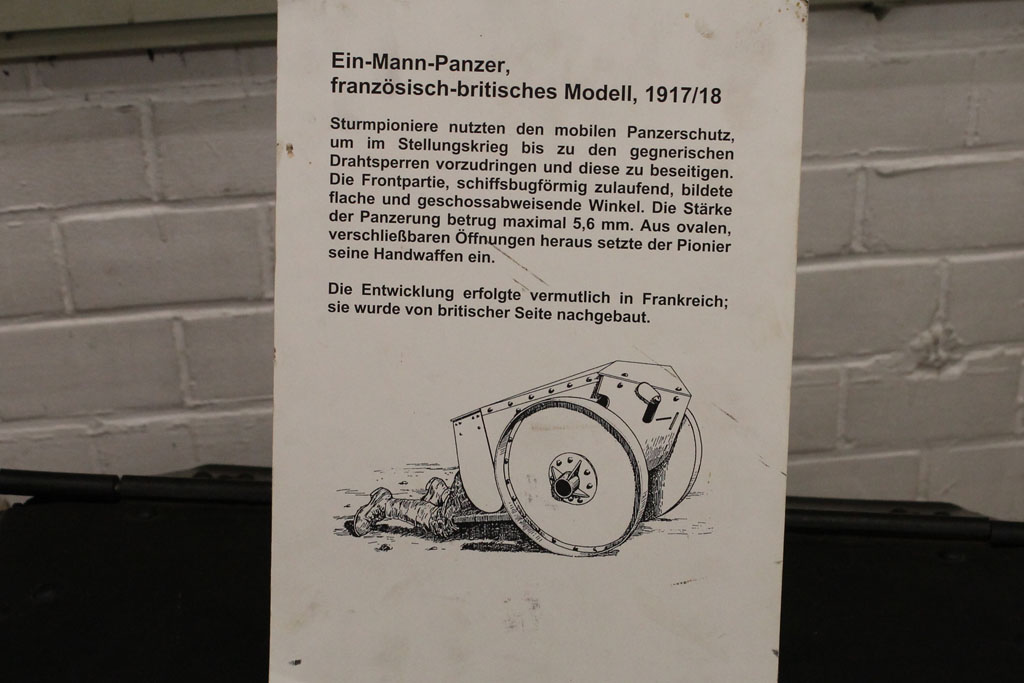 Ein-Mann-Panzer,
französisch-britisches Modell, 1917/18
Sturmpioniere nutzten den mobilen Panzerschutz,
um im Stellungskrieg bis zu den gegnerischen
Drahtsperren vorzudringen und diese zu beseitigen.
Die Frontpartie, schiffsbugförmig zulaufend, bildete
flache und geschossabweisende Winkel. Die Stärke
der Panzerung betrug maximal 5,6 mm. Aus ovalen,
verschließbaren Öffnungen heraus setzte der Pionier
seine Handwaffen ein.
Die Entwicklung erfolgte vermutlich in Frankreich;
sie wurde von britischer Seite nachgebaut.